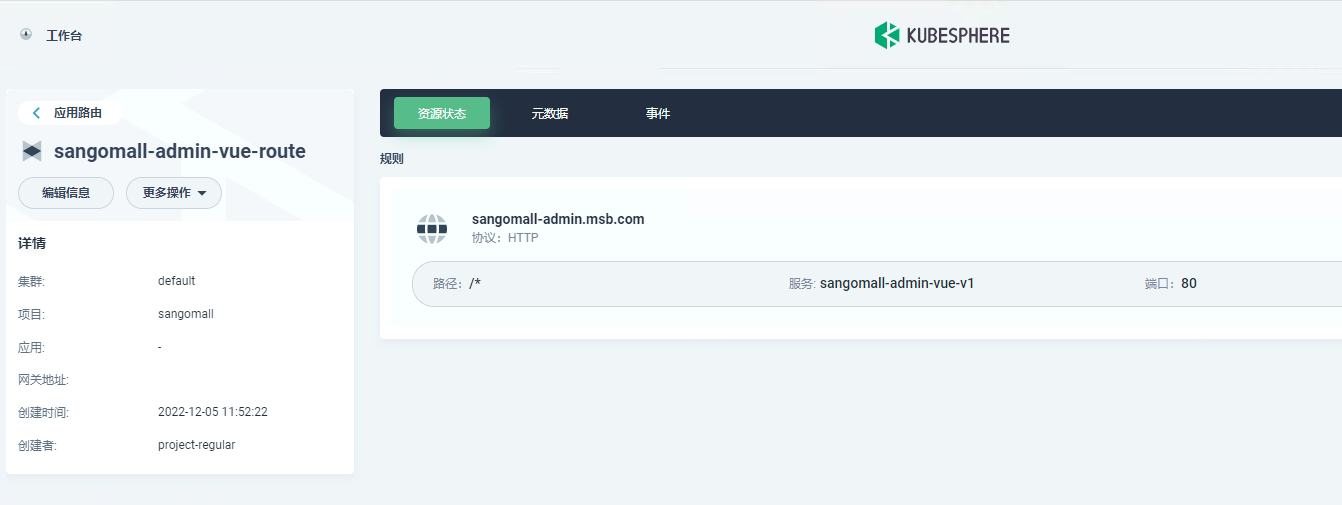 工作台
KUBESPHERE
应用路由
sangomall-admin-vue-route
编辑信息
更多操作
详情
集群: default
项目: sangomall
应用: -
网关地址:
创建时间: 2022-12-05 11:52:22
创建者: project-regular
资源状态 元数据 事件
规则
sangomall-admin.msb.com
协议：HTTP
路径：/* 服务: sangomall-admin-vue-v1 端口：80